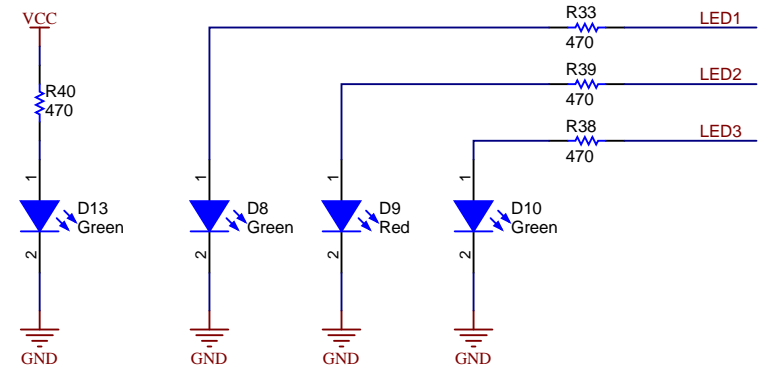 VCC
R33
LED1
470
R39
LED2
470
R40
470
R38
LED3
470
1
1
1
1
D13
Green
D8
Green
D9
Red
D10
Green
2
2
2
2
GND
GND
GND
GND